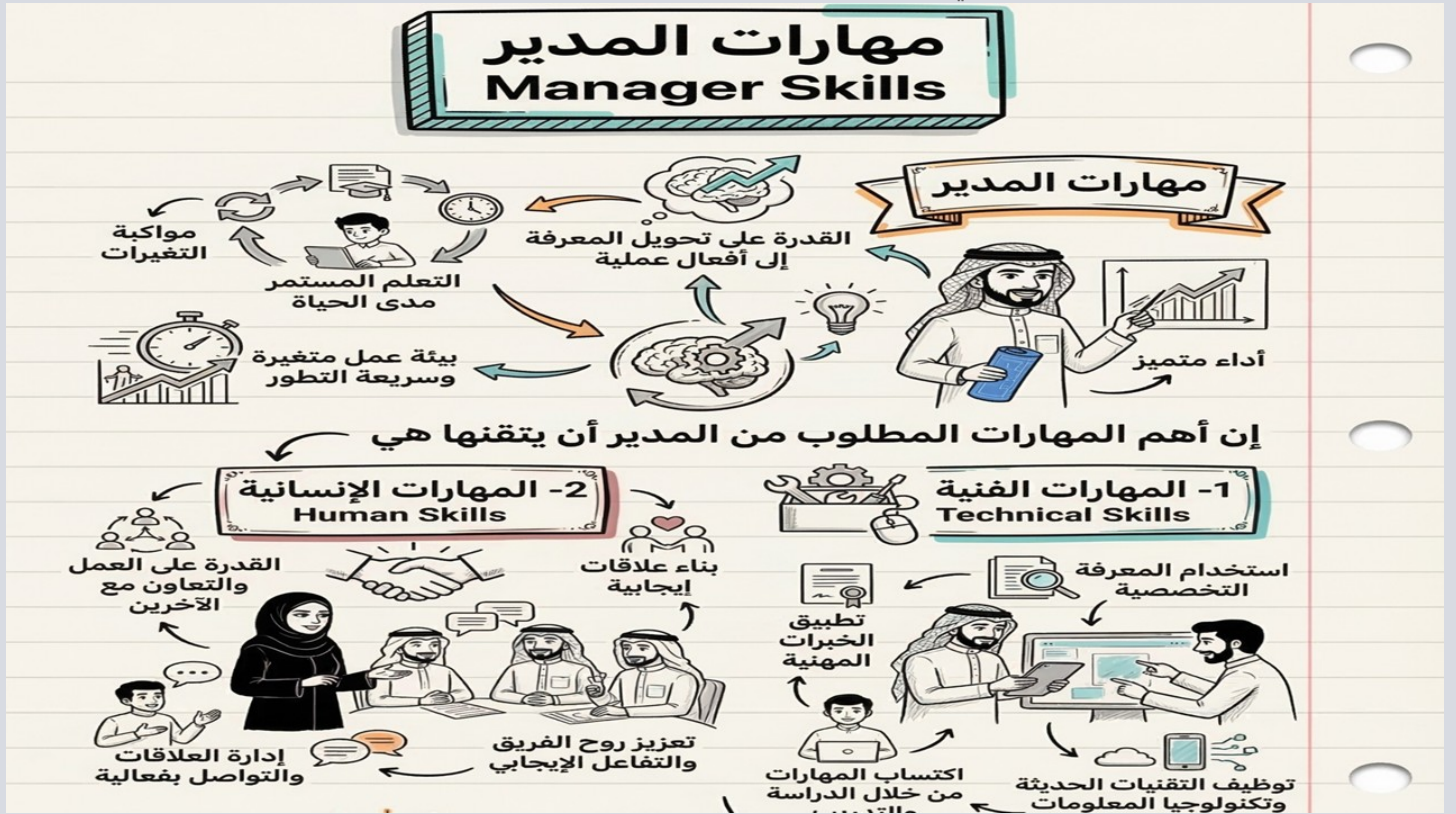 مهارات المدير
Manager Skills
مهارات المدير
أداء متميز
القدرة على تحويل المعرفة
إلى أفعال عملية
التعلم المستمر
مدى الحياة
مواكبة
التغيرات
بيئة عمل متغيرة
وسريعة التطور
إن أهم المهارات المطلوب من المدير أن يتقنها هي
1- المهارات الفنية
Technical Skills
استخدام المعرفة
التخصصية
تطبيق
الخبرات
المهنية
توظيف التقنيات الحديثة
وتكنولوجيا المعلومات
اكتساب المهارات
من خلال الدراسة
2- المهارات الإنسانية
Human Skills
بناء علاقات
إيجابية
القدرة على العمل
والتعاون مع
الآخرين
تعزيز روح الفريق
والتفاعل الإيجابي
إدارة العلاقات
والتواصل بفعالية